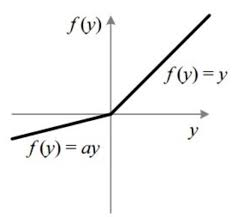 f(y)
f(y) = y
y
f(y) = ay